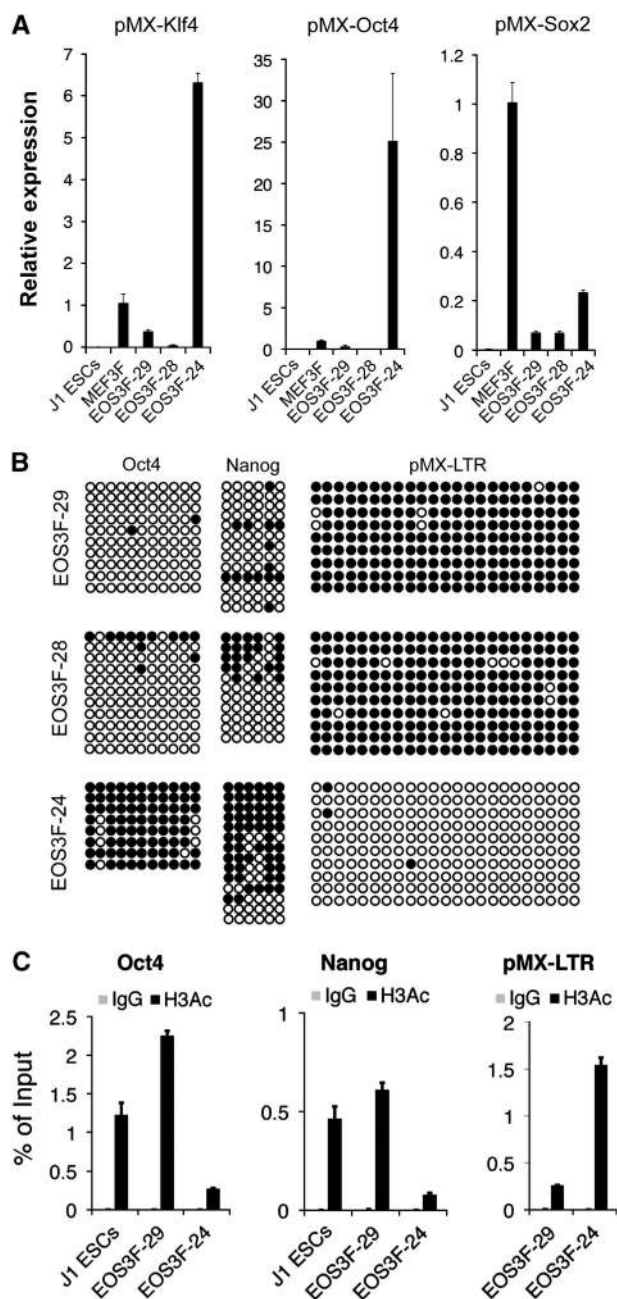 A
pMX-Klf4 pMX-Oct4 pMX-Sox2
Relative expression
7
6
5
4
3
2
1
0
J1 ESCs
MEF3F
EOS3F-29
EOS3F-28
EOS3F-24
35
30
25
20
15
10
5
0
J1 ESCs
MEF3F
EOS3F-29
EOS3F-28
EOS3F-24
1.2
1
0.8
0.6
0.4
0.2
0
J1 ESCs
MEF3F
EOS3F-29
EOS3F-28
EOS3F-24
B
Oct4 Nanog pMX-LTR
EOS3F-29
EOS3F-28
EOS3F-24
C
Oct4 Nanog pMX-LTR
IgG H3Ac
IgG H3Ac
IgG H3Ac
% of Input
2.5
2
1.5
1
0.5
0
J1 ESCs
EOS3F-29
EOS3F-24
1
0.5
0
J1 ESCs
EOS3F-29
EOS3F-24
2
1.5
1
0.5
0
EOS3F-29
EOS3F-24